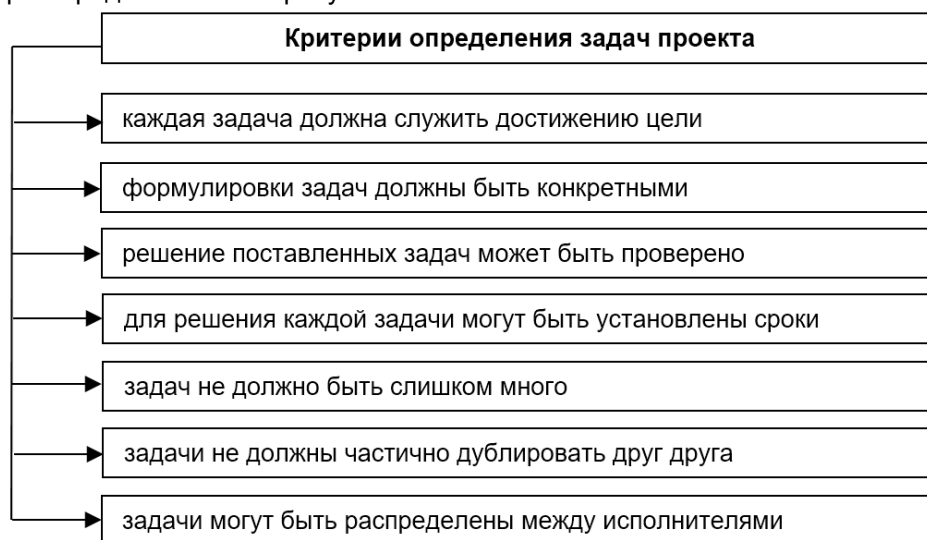 Критерии определения задач проекта
каждая задача должна служить достижению цели
формулировки задач должны быть конкретными
решение поставленных задач может быть проверено
для решения каждой задачи могут быть установлены сроки
задач не должно быть слишком много
задачи не должны частично дублировать друг друга
задачи могут быть распределены между исполнителями